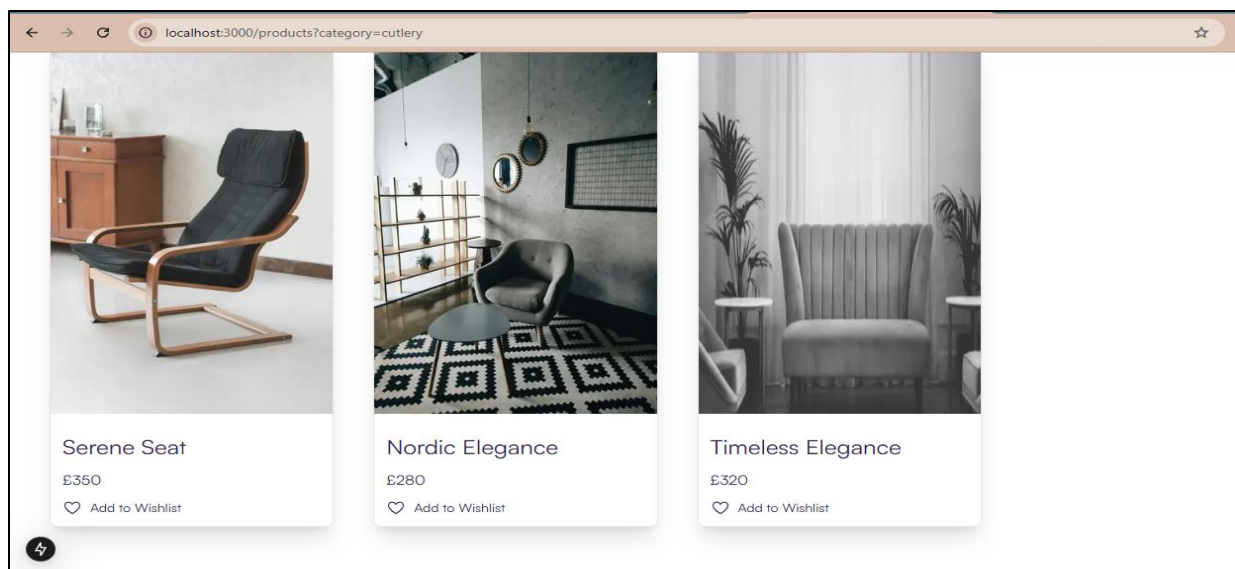 localhost:3000/products?category=cutlery
Serene Seat
£350
Add to Wishlist
Nordic Elegance
£280
Add to Wishlist
Timeless Elegance
£320
Add to Wishlist